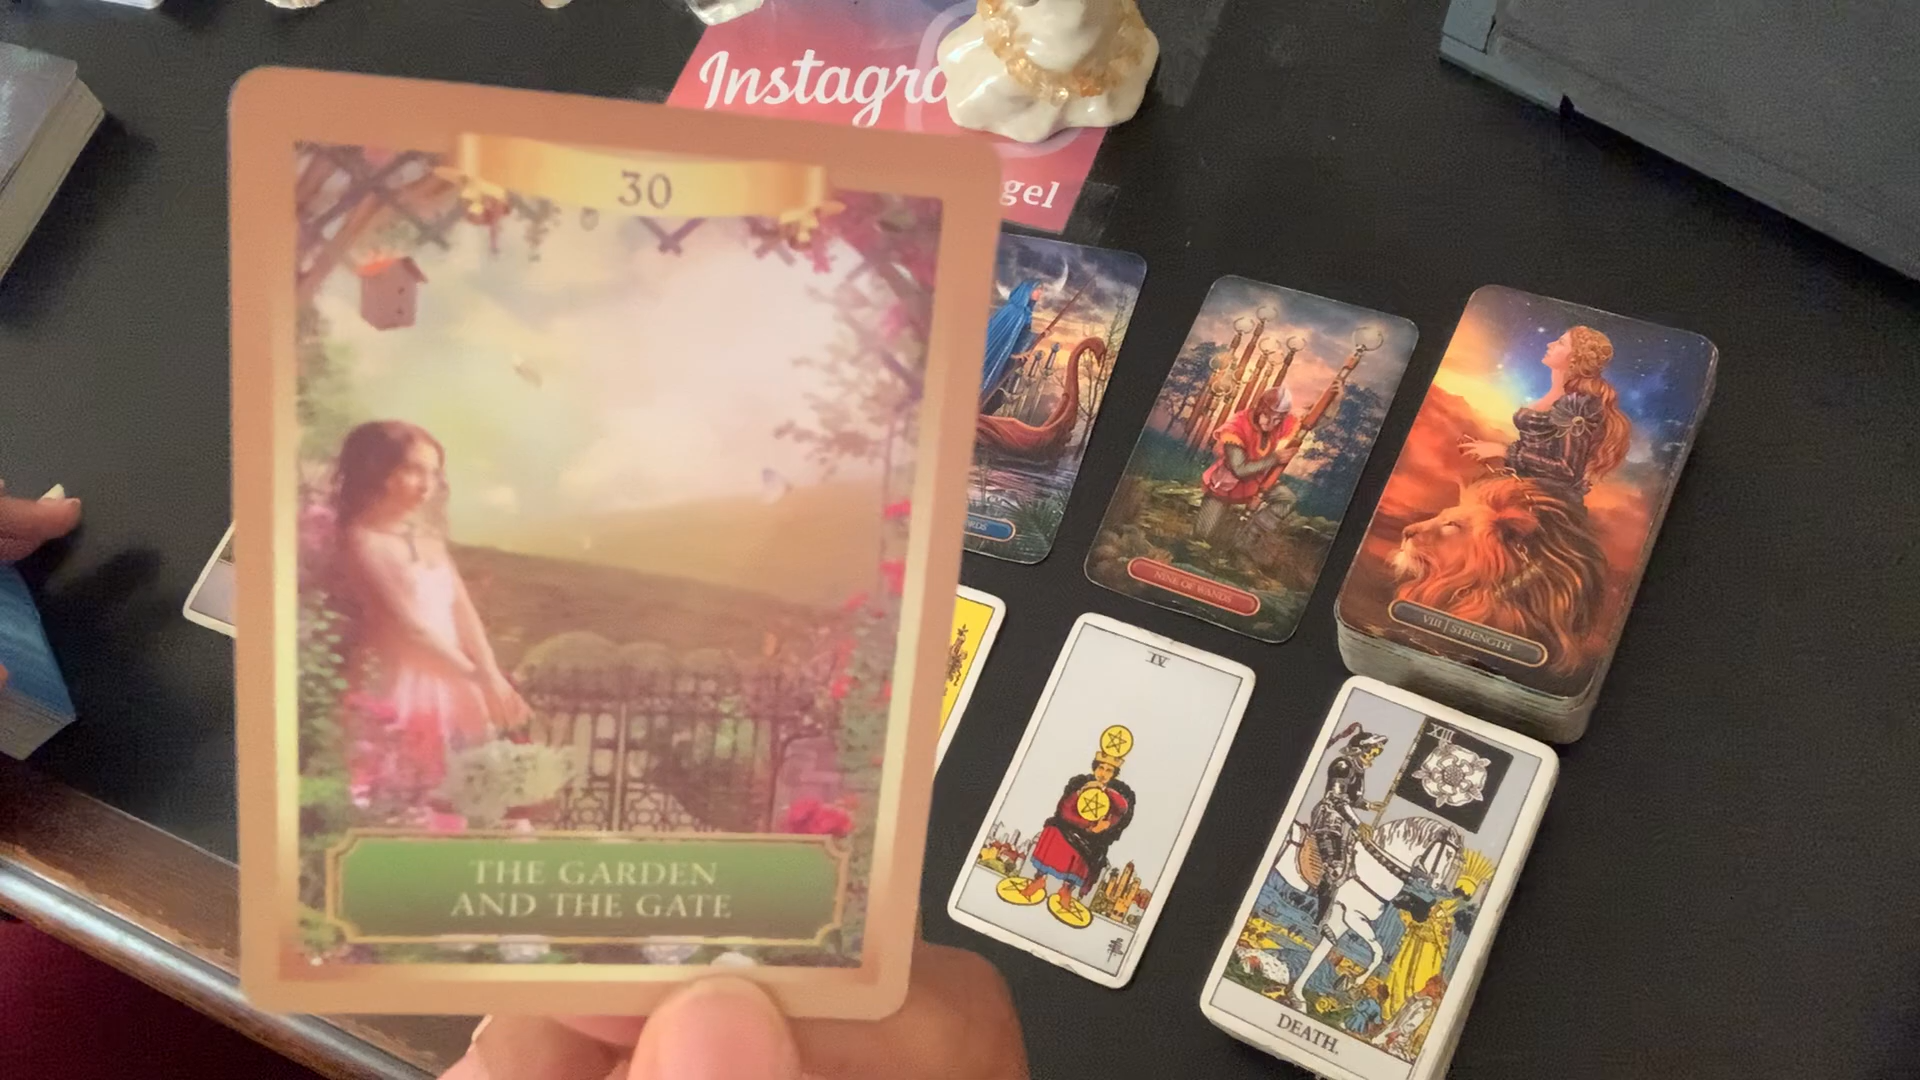 Instagra
gel
30
THE GARDEN
AND THE GATE
NINE OF WANDS
VIII | STRENGTH
IV
XIII
DEATH.